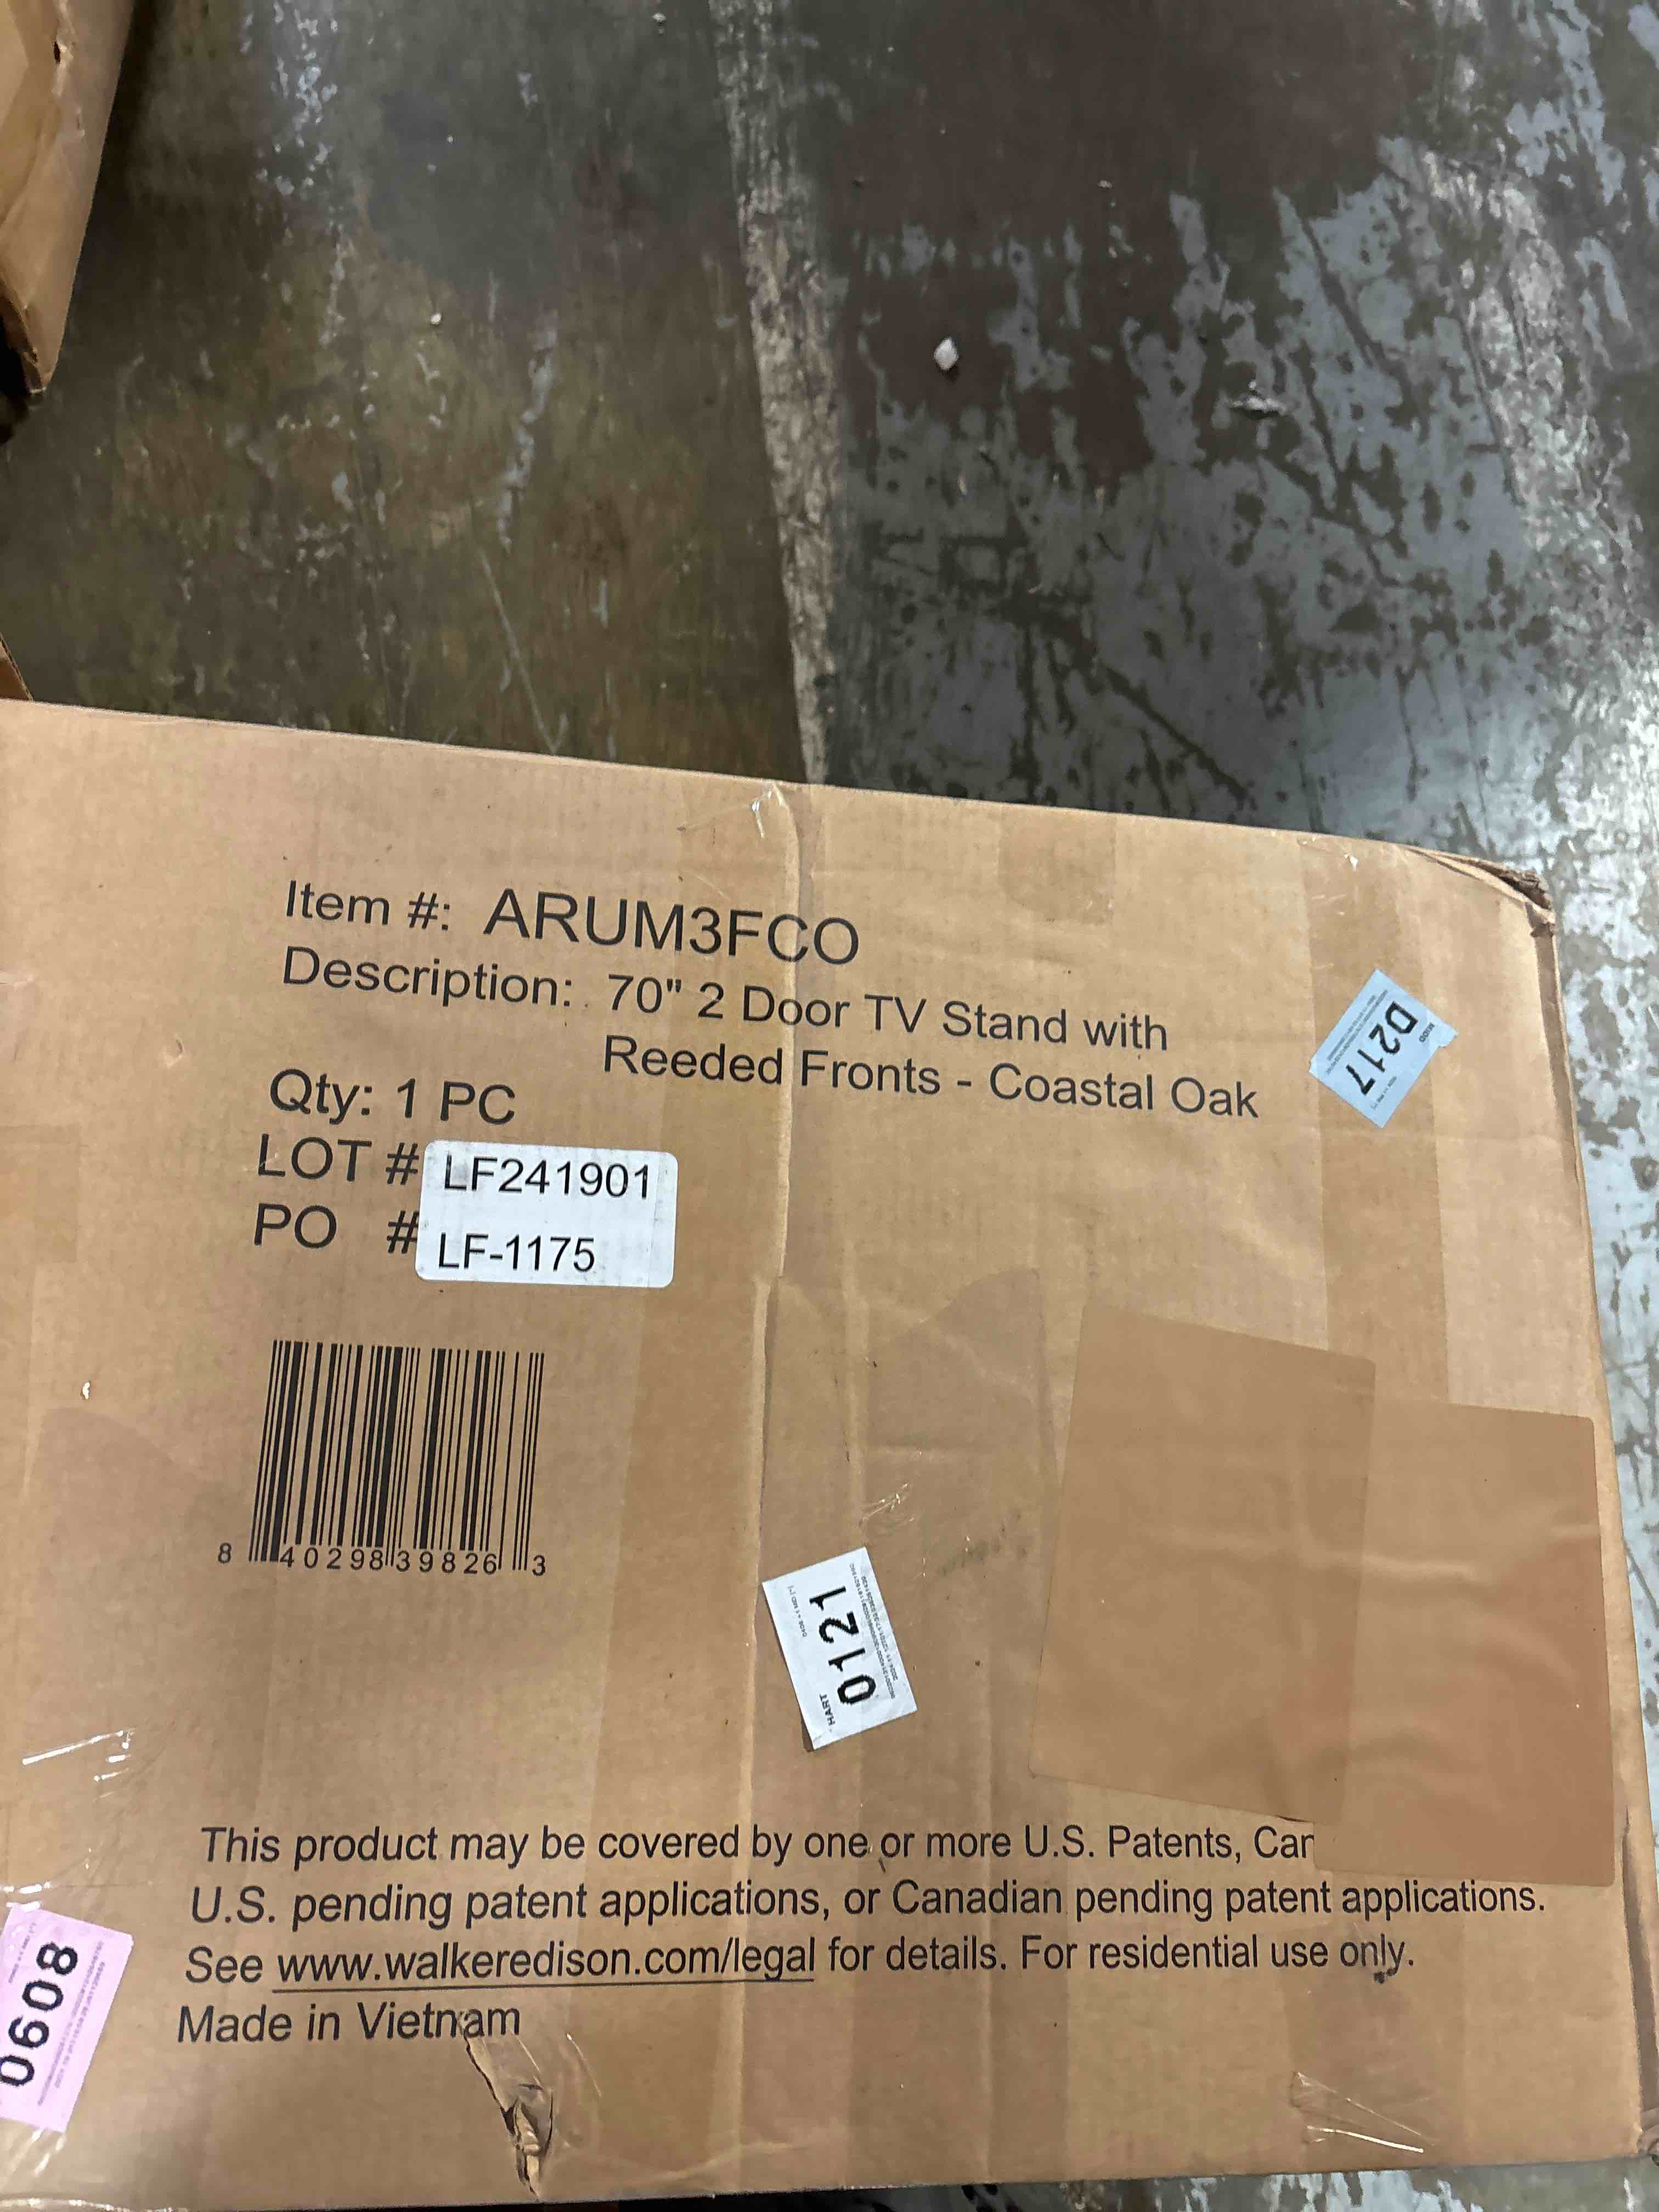 Item #: ARUM3FCO
Description: 70" 2 Door TV Stand with
Reeded Fronts - Coastal Oak
Qty: 1 PC
LOT # LF241901
PO # LF-1175
D217
8 40298 39826 3
HART
0121
This product may be covered by one or more U.S. Patents,
U.S. pending patent applications, or Canadian pending patent applications.
See www.walkeredison.com/legal for details. For residential use only.
Made in Vietnam
0608